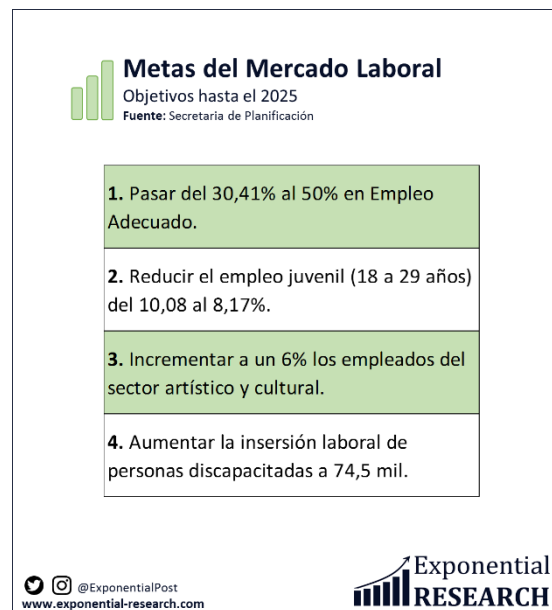 Metas del Mercado Laboral
Objetivos hasta el 2025
Fuente: Secretaria de Planificación
1. Pasar del 30,41% al 50% en Empleo
Adecuado.
2. Reducir el empleo juvenil (18 a 29 años)
del 10,08 al 8,17%.
3. Incrementar a un 6% los empleados del
sector artístico y cultural.
4. Aumentar la insersión laboral de
personas discapacitadas a 74,5 mil.
@ExponentialPost
www.exponential-research.com
Exponential
RESEARCH